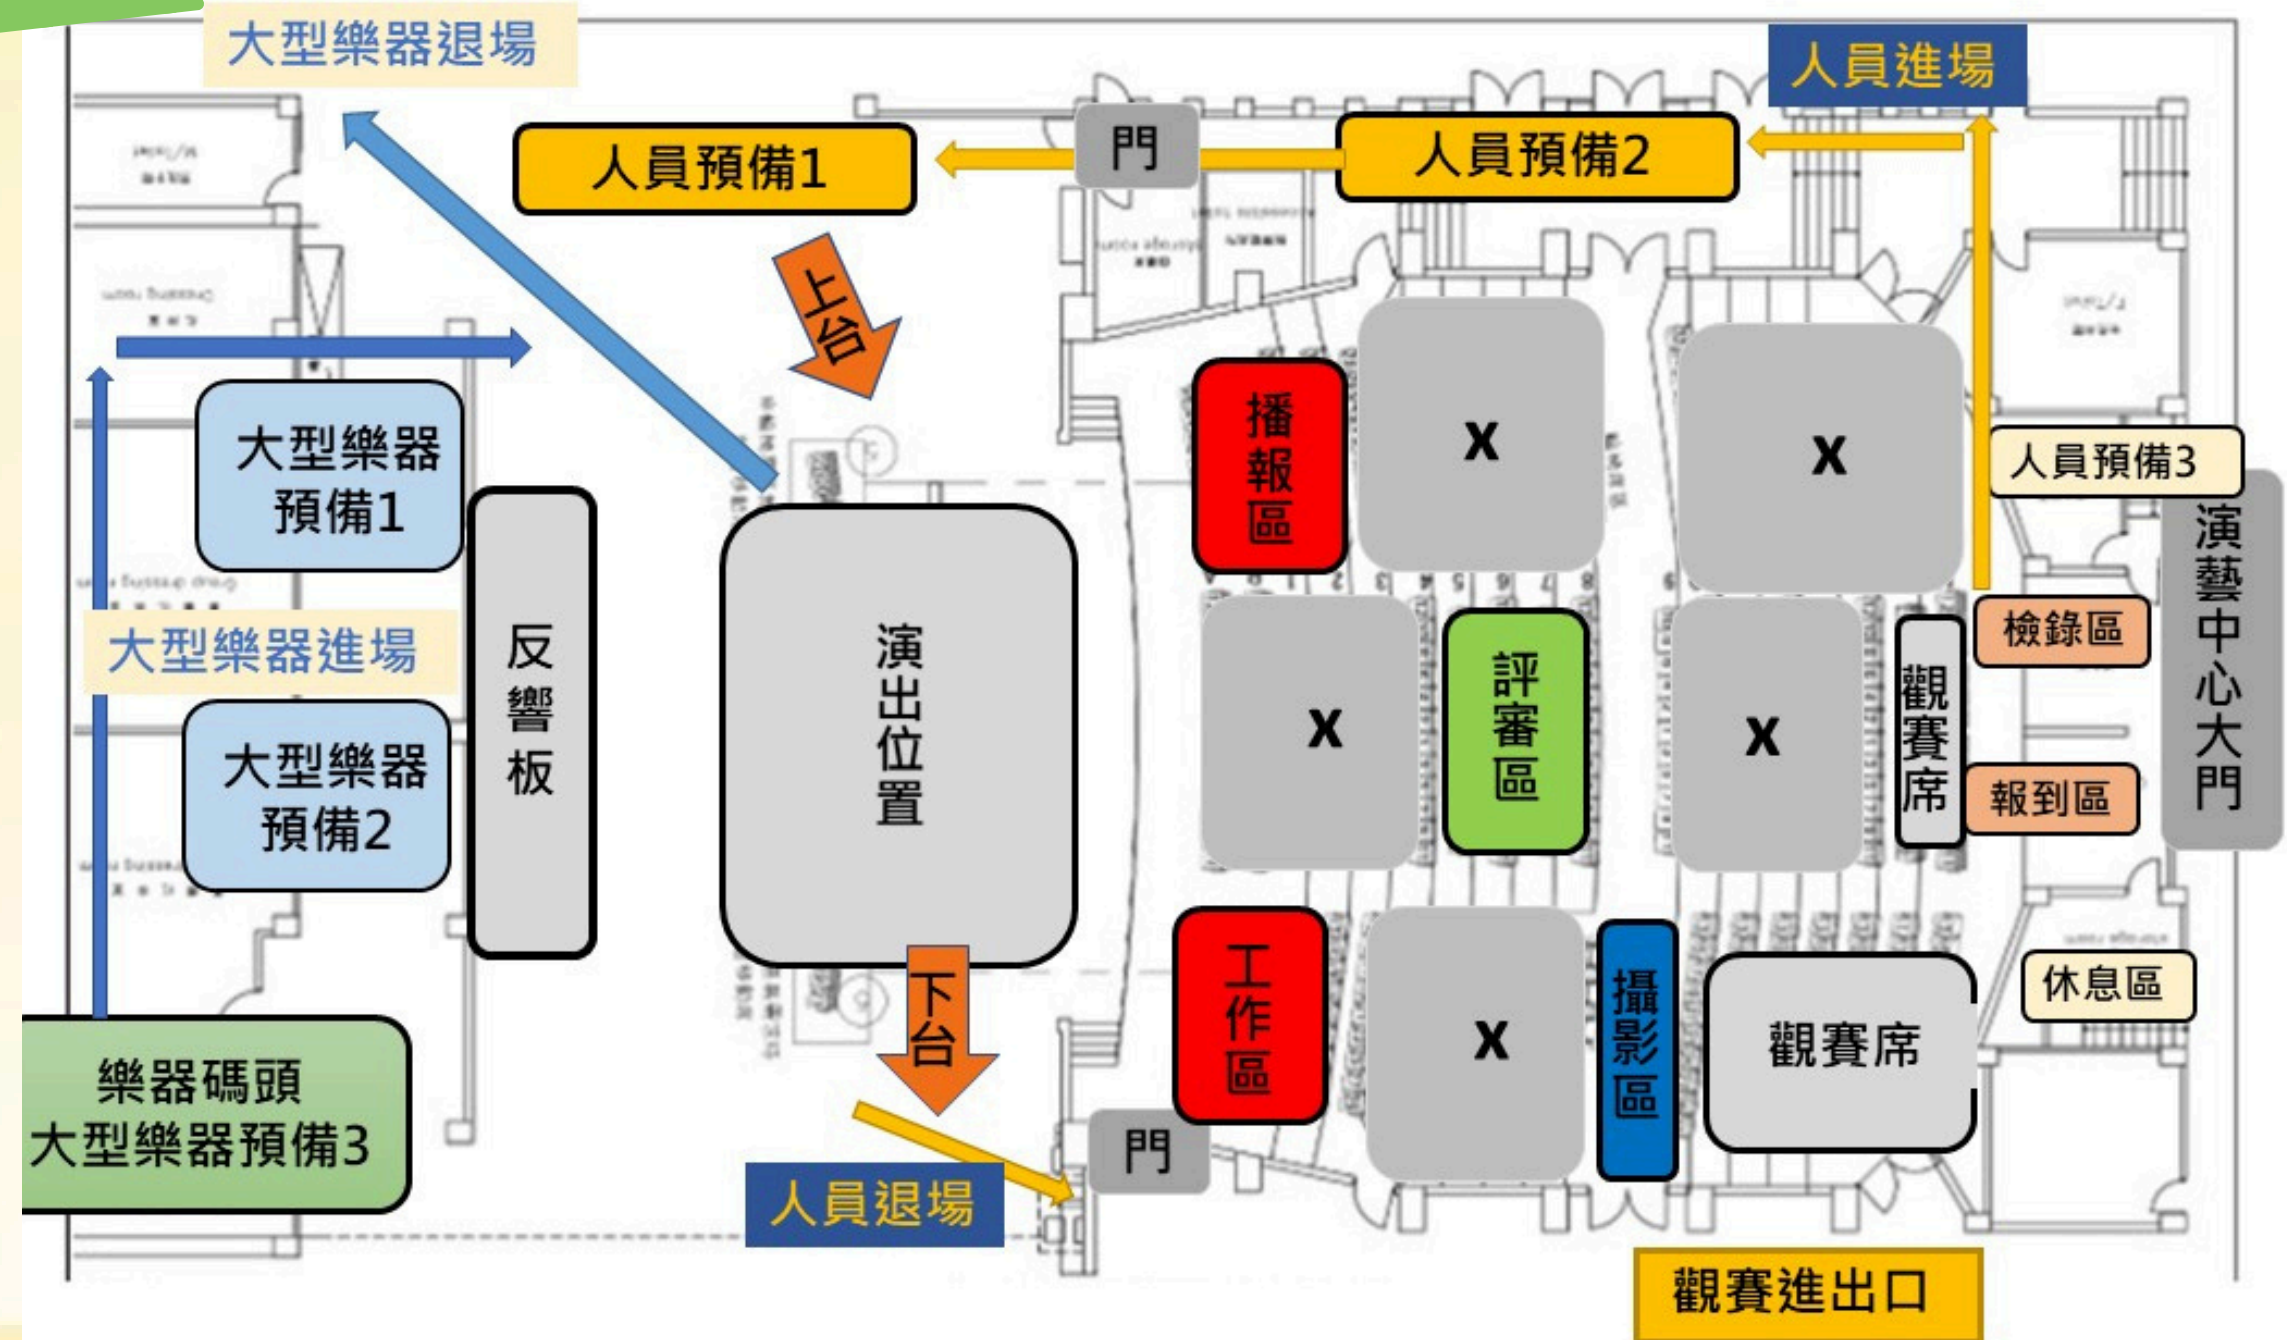 大型樂器退場
人員進場
人員預備1
門
人員預備2
上台
大型樂器
預備1
播報區
X
X
人員預備3
演藝中心大門
大型樂器進場
反響板
演出位置
X
評審區
X
觀賽席
檢錄區
報到區
大型樂器
預備2
下台
工作區
X
攝影區
觀賽席
休息區
樂器碼頭
大型樂器預備3
門
人員退場
觀賽進出口